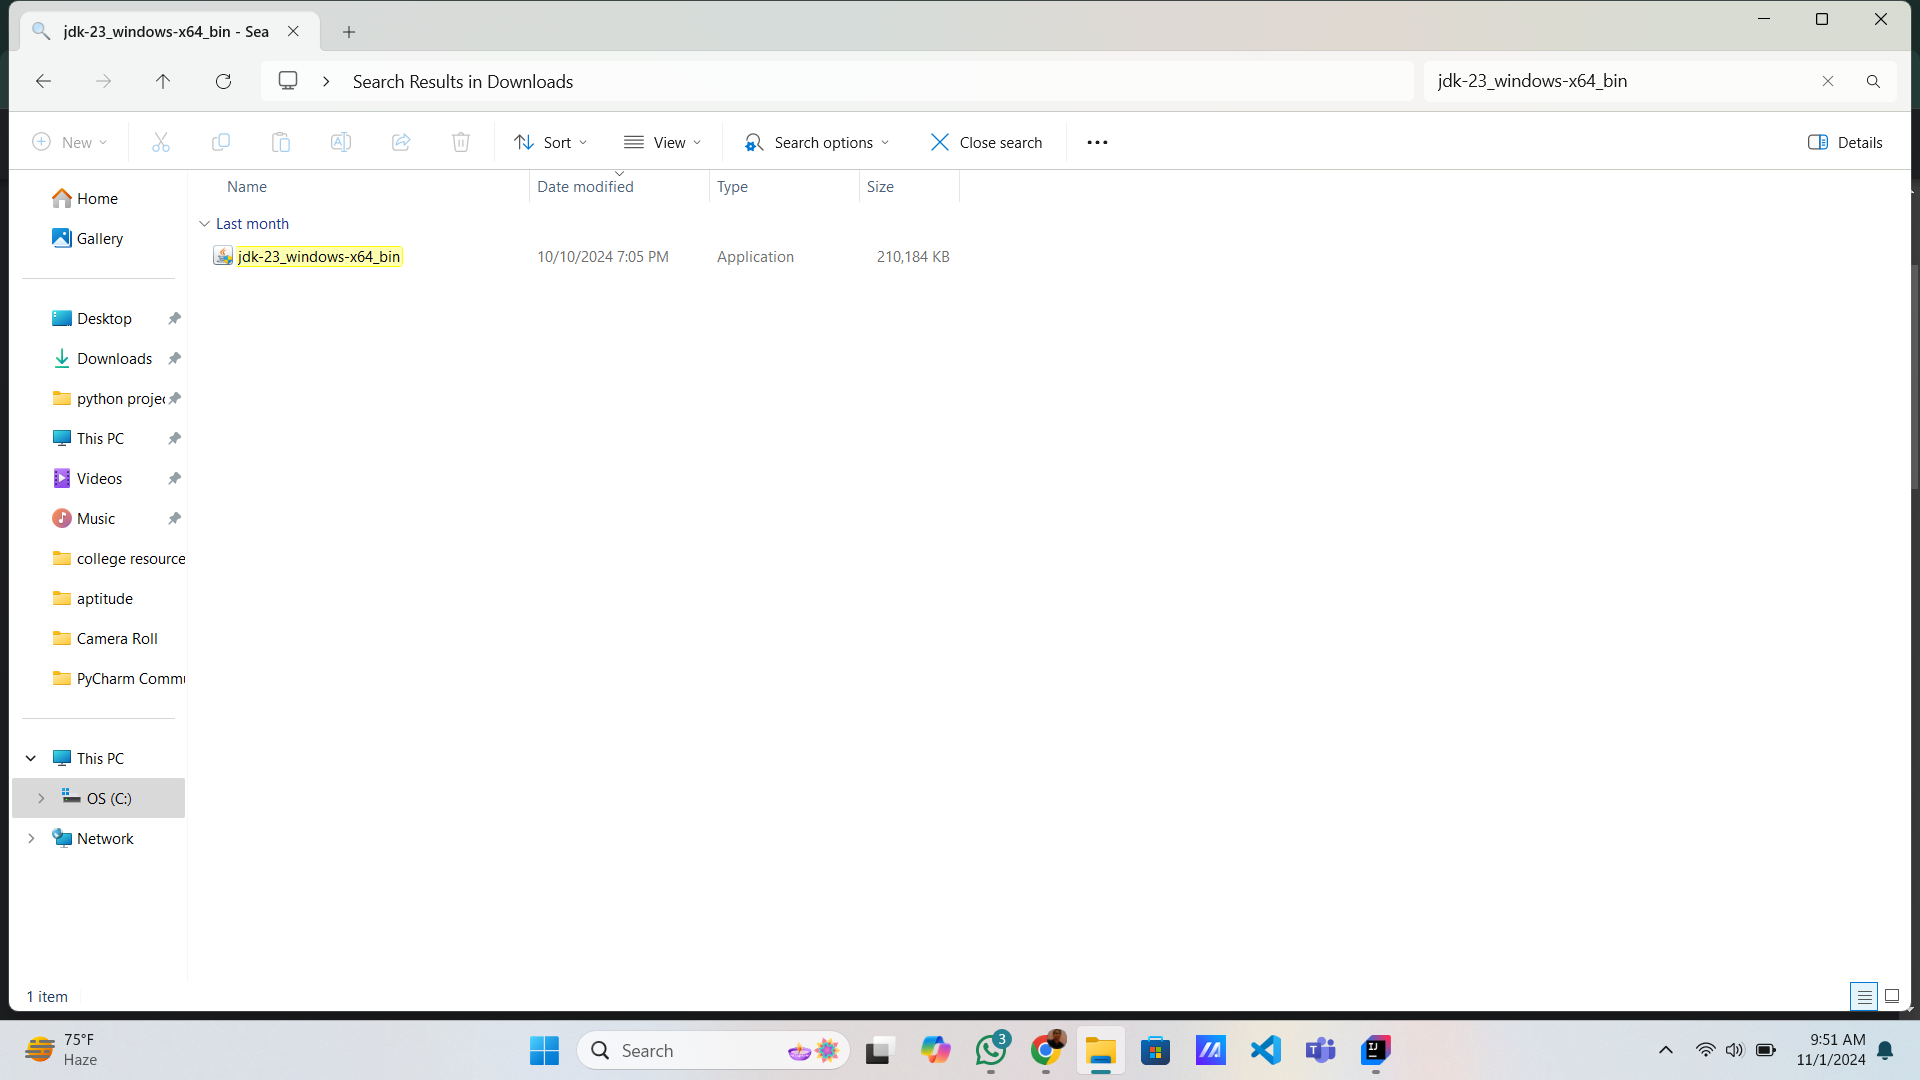 jdk-23_windows-x64_bin - Sea
Search Results in Downloads
jdk-23_windows-x64_bin
New
Sort
View
Search options
Close search
Details
Name Date modified Type Size
Home
Gallery
Last month
jdk-23_windows-x64_bin 10/10/2024 7:05 PM Application 210,184 KB
Desktop
Downloads
python projec
This PC
Videos
Music
college resource
aptitude
Camera Roll
PyCharm Commu
This PC
OS (C:)
Network
1 item
75°F
Haze
Search
3
IJ
9:51 AM
11/1/2024